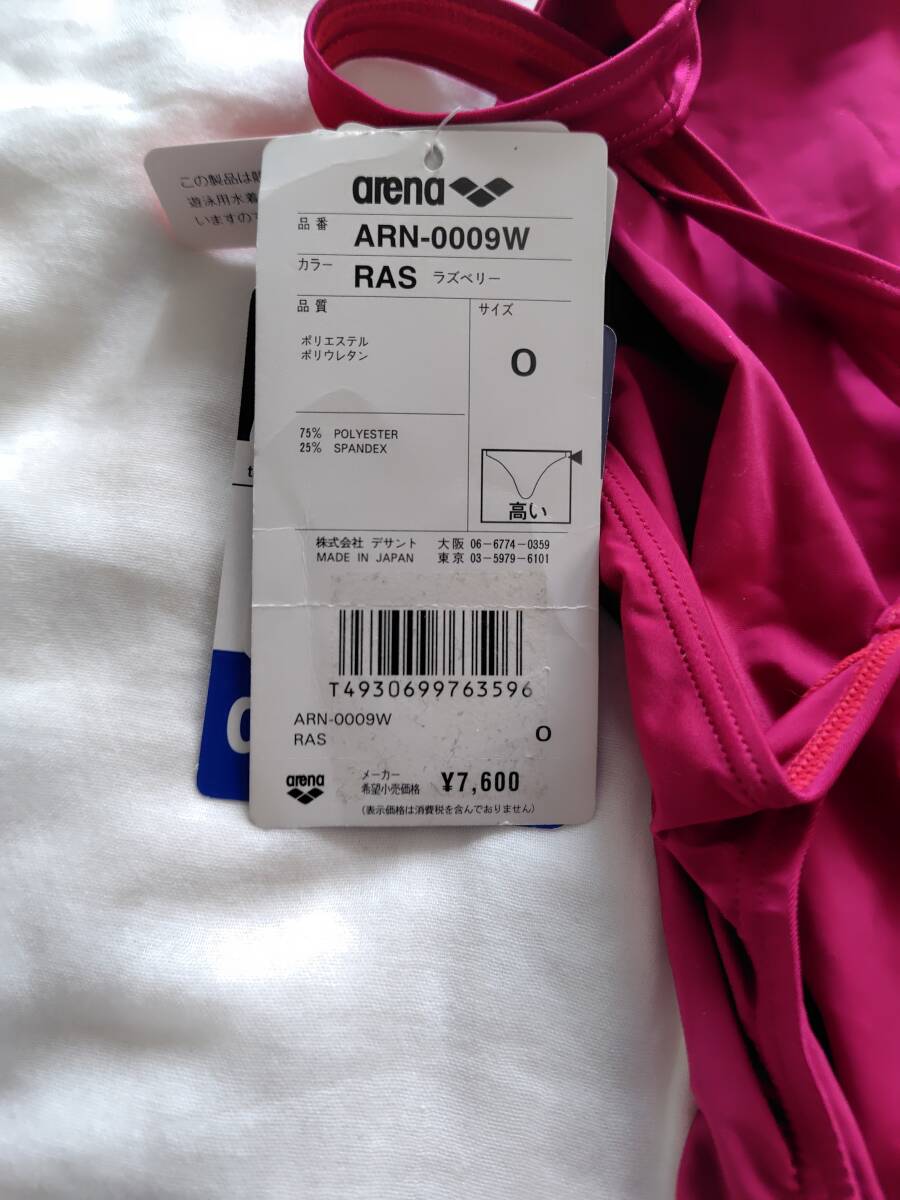 この製品は
遊泳用水着
いますので
arena
品番 ARN-0009W
カラー RAS ラズベリー
品質
サイズ
ポリエステル
ポリウレタン
O
75% POLYESTER
25% SPANDEX
高い
株式会社 デサント 大阪 06-6774-0359
MADE IN JAPAN 東京 03-5979-6101
T4930699763596
ARN-0009W
RAS O
arena
メーカー
希望小売価格 ¥7,600
(表示価格は消費税を含んでおりません)